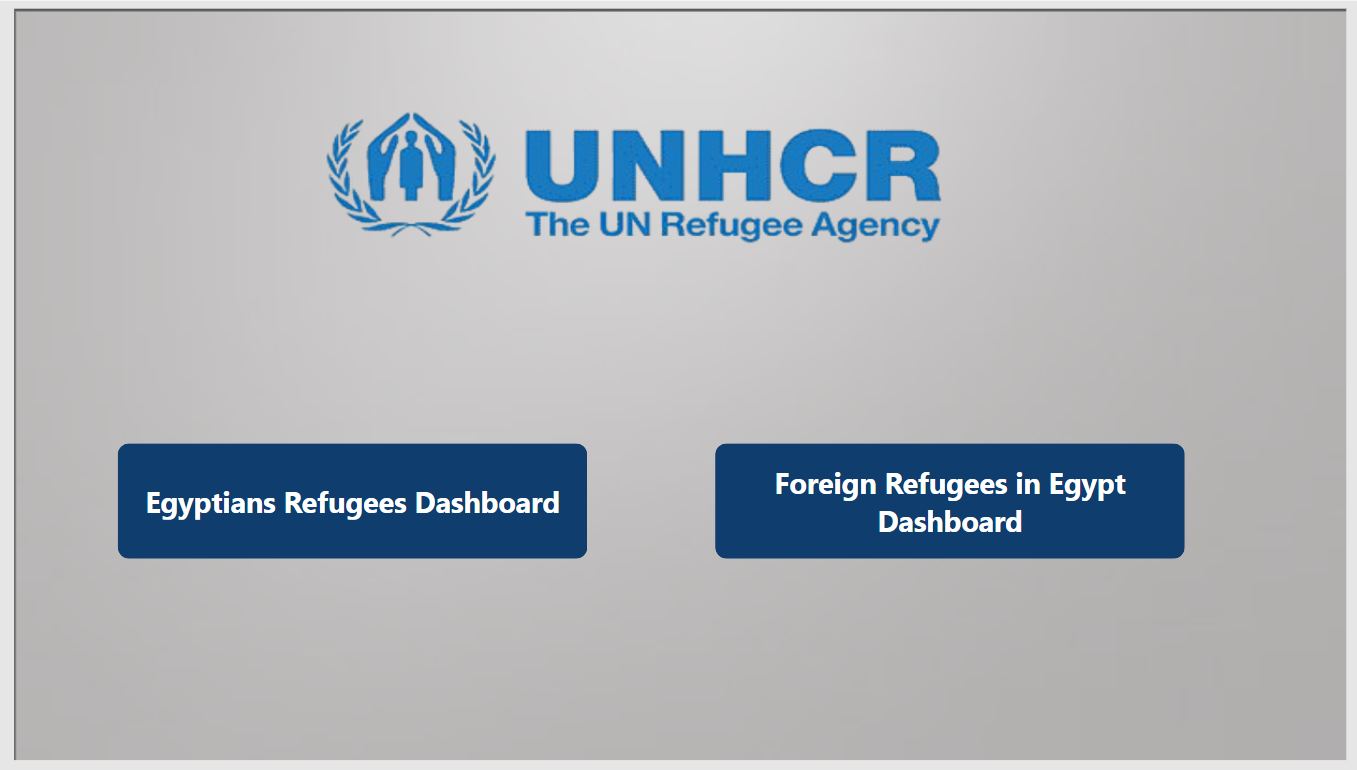 UNHCR
The UN Refugee Agency
Egyptians Refugees Dashboard
Foreign Refugees in Egypt
Dashboard